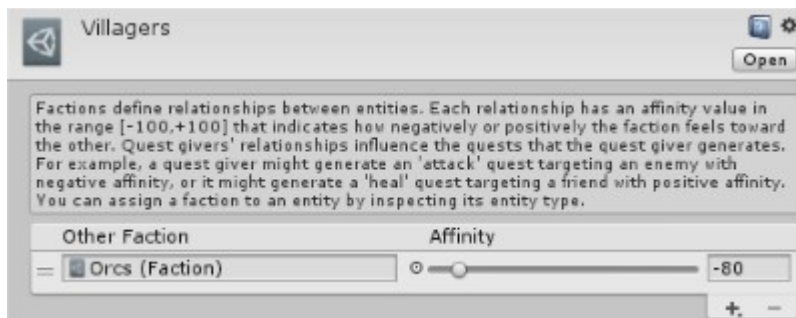 Villagers
Open
Factions define relationships between entities. Each relationship has an affinity value in
the range [-100,+100] that indicates how negatively or positively the faction feels toward
the other. Quest givers' relationships influence the quests that the quest giver generates.
For example, a quest giver might generate an 'attack' quest targeting an enemy with
negative affinity, or it might generate a 'heal' quest targeting a friend with positive affinity.
You can assign a faction to an entity by inspecting its entity type.
Other Faction Affinity
Orcs (Faction) -80